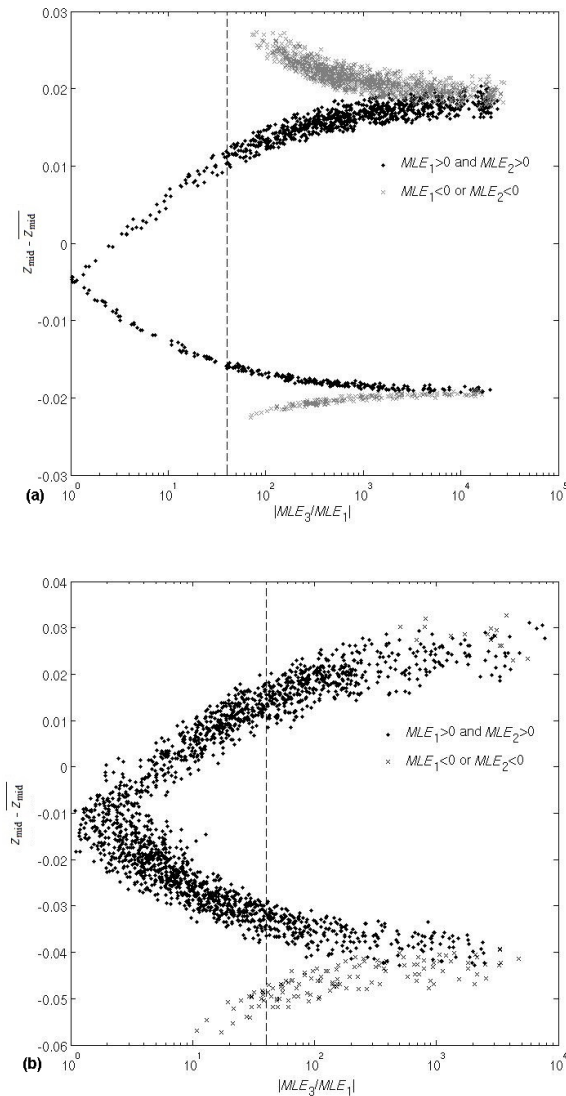 0.03
0.02
0.01
0
-0.01
-0.02
-0.03
Zmid - Zmid
MLE1>0 and MLE2>0
MLE1<0 or MLE2<0
10^0 10^1 10^2 10^3 10^4 10^5
(a)
|MLE3/MLE1|
0.04
0.03
0.02
0.01
0
-0.01
-0.02
-0.03
-0.04
-0.05
-0.06
Zmid - Zmid
MLE1>0 and MLE2>0
MLE1<0 or MLE2<0
10^0 10^1 10^2 10^3 10^4
(b)
|MLE3/MLE1|